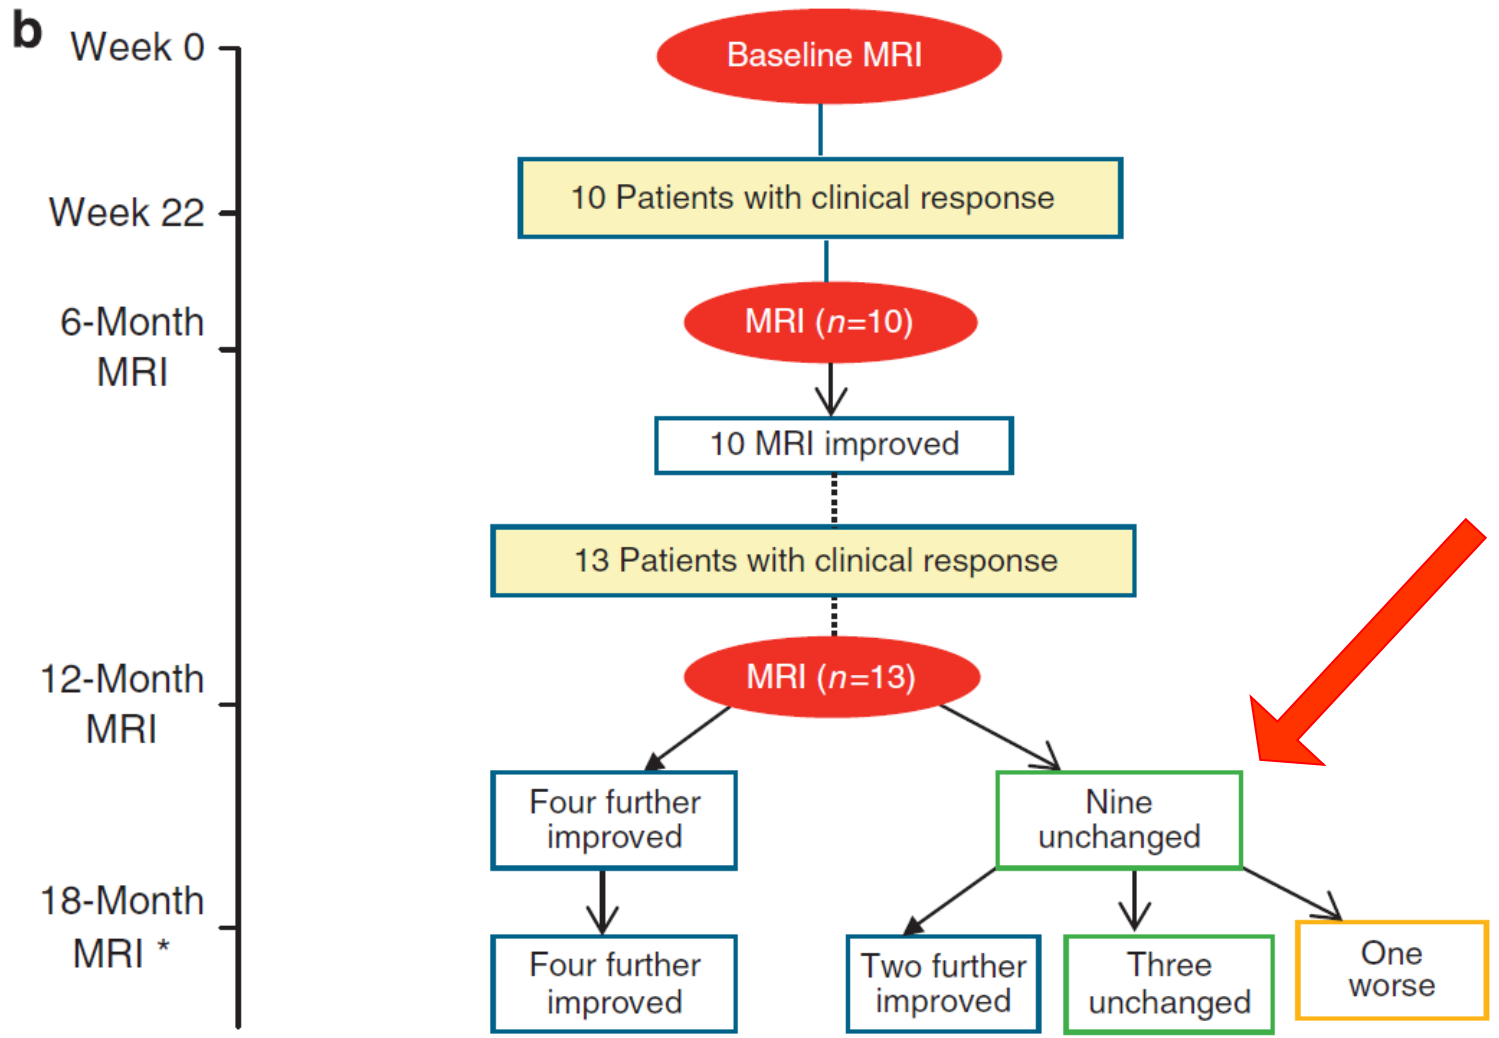 b
Week 0
Baseline MRI
10 Patients with clinical response
Week 22
6-Month
MRI
MRI (n=10)
10 MRI improved
13 Patients with clinical response
12-Month
MRI
MRI (n=13)
Four further
improved
Nine
unchanged
18-Month
MRI *
Four further
improved
Two further
improved
Three
unchanged
One
worse